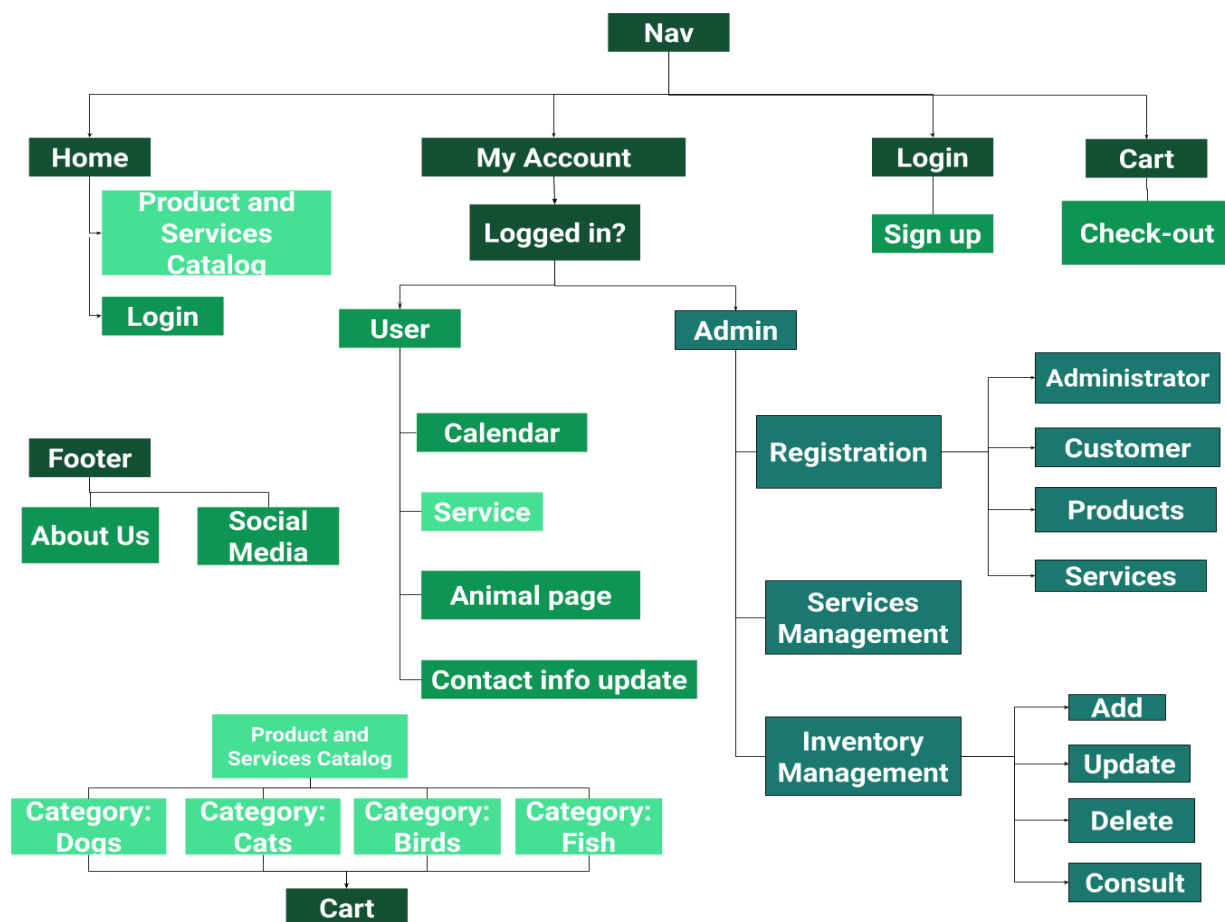 Nav
Home
My Account
Login
Cart
Product and
Services
Catalog
Logged in?
Sign up
Check-out
Login
User
Admin
Administrator
Calendar
Registration
Customer
Footer
Service
Products
About Us
Social
Media
Services
Animal page
Services
Management
Contact info update
Add
Product and
Services Catalog
Inventory
Management
Update
Category:
Dogs
Category:
Cats
Category:
Birds
Category:
Fish
Delete
Consult
Cart